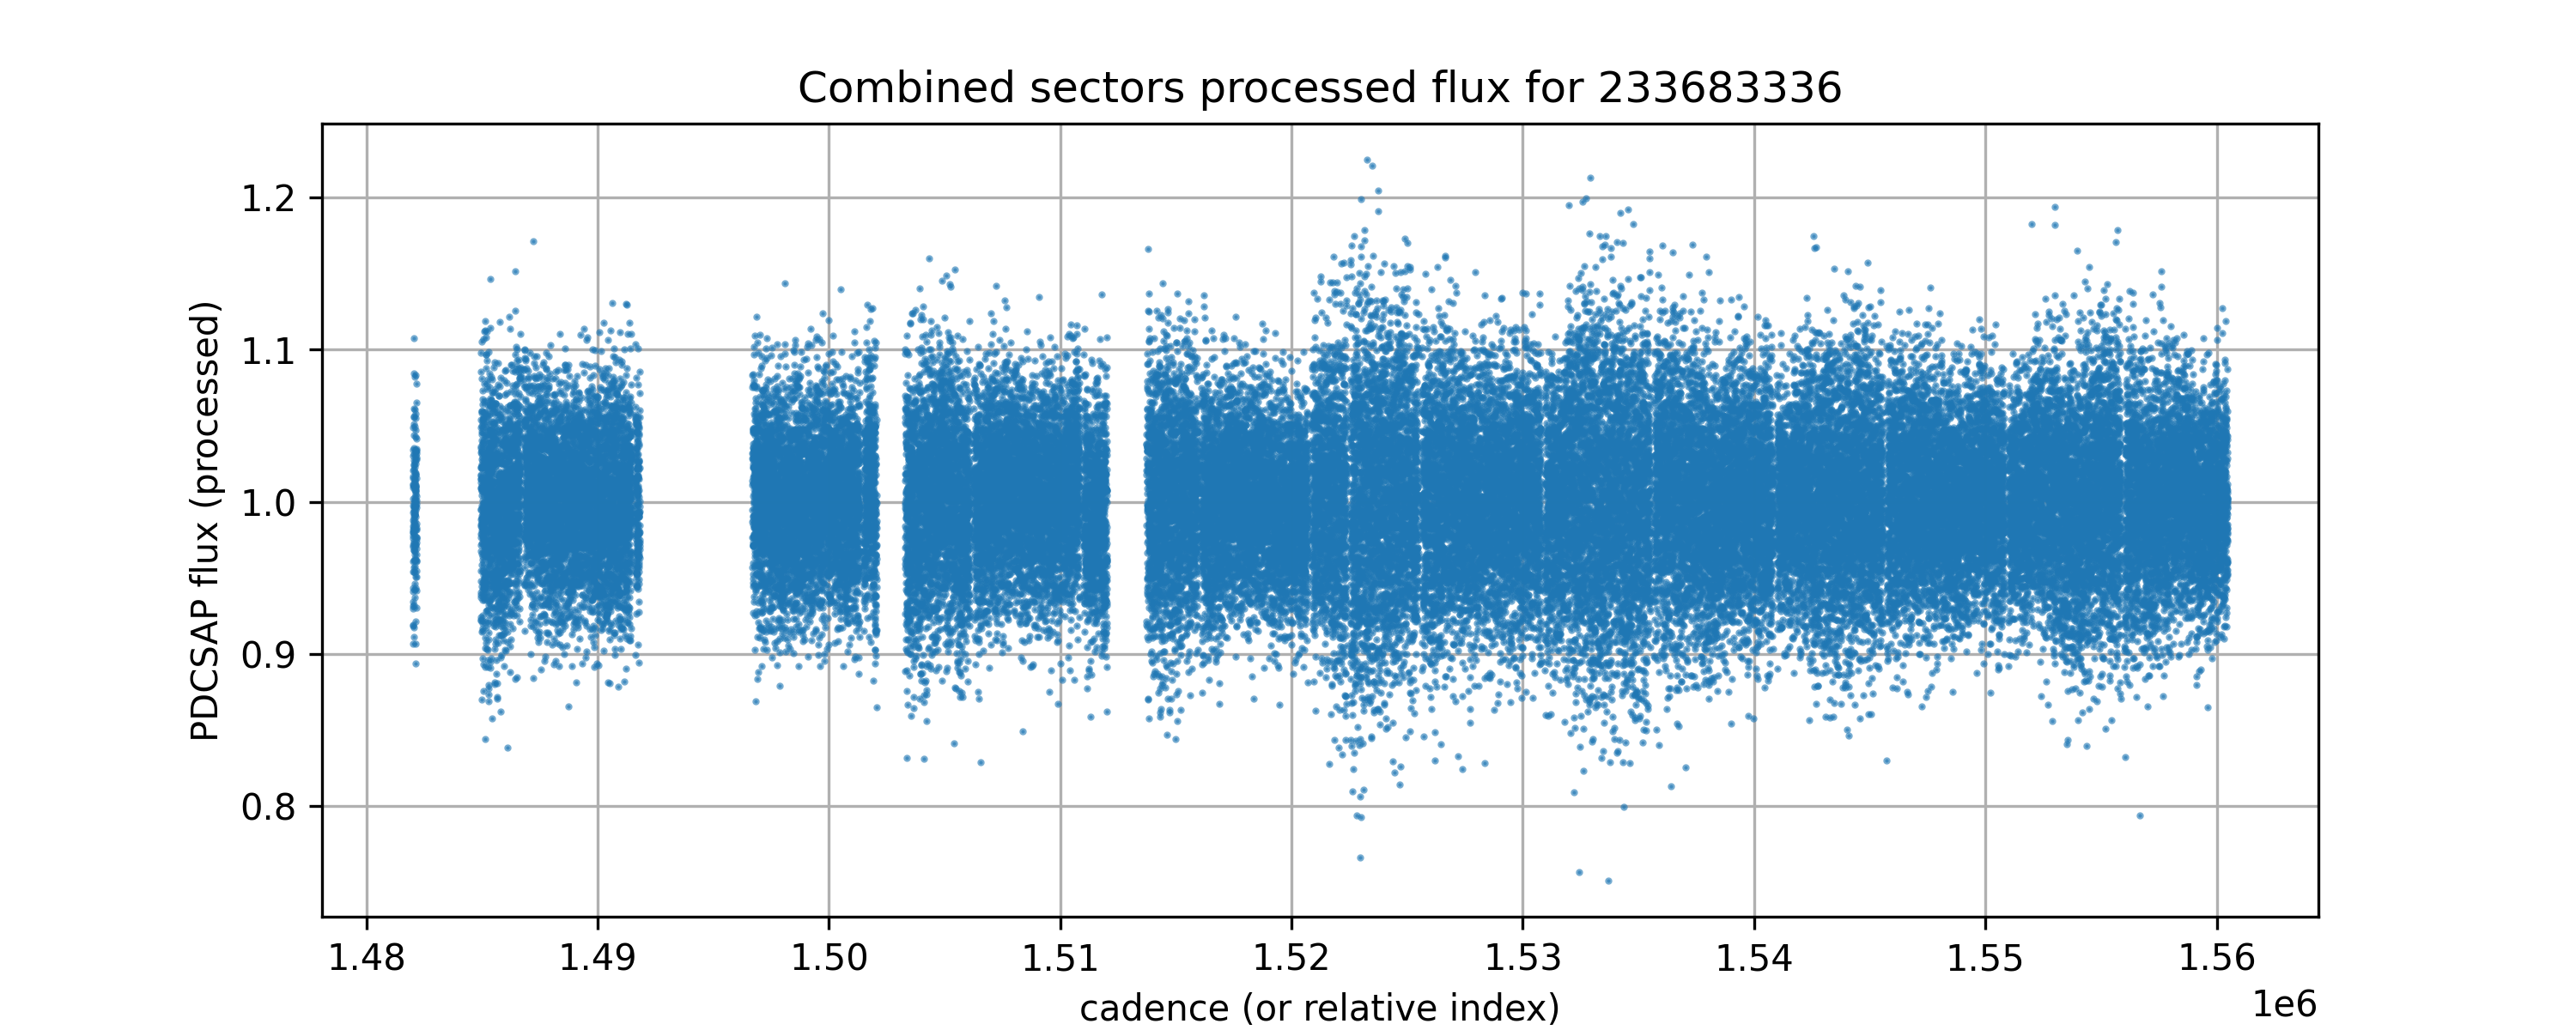 Combined sectors processed flux for 233683336
PDCSAP flux (processed)
1.2
1.1
1.0
0.9
0.8
1.48 1.49 1.50 1.51 1.52 1.53 1.54 1.55 1.56
1e6
cadence (or relative index)